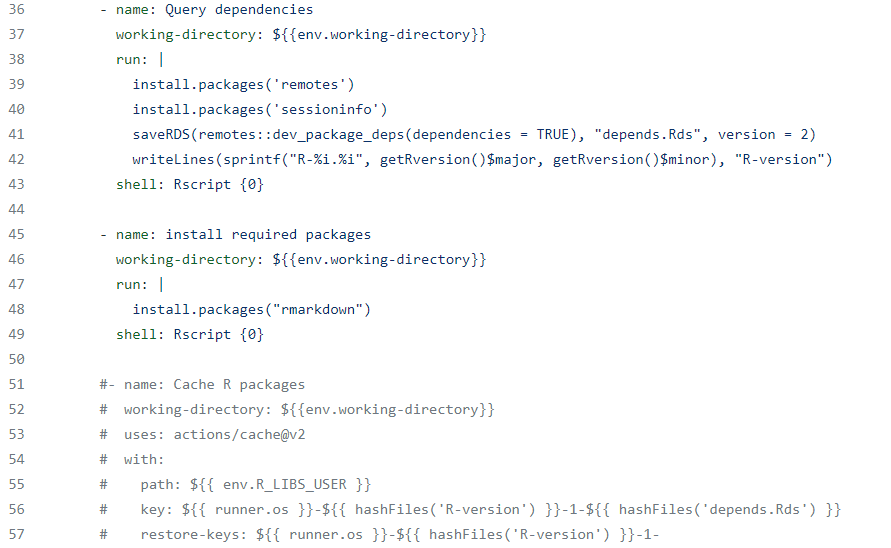 36 - name: Query dependencies
37 working-directory: ${{env.working-directory}}
38 run: |
39 install.packages('remotes')
40 install.packages('sessioninfo')
41 saveRDS(remotes::dev_package_deps(dependencies = TRUE), "depends.Rds", version = 2)
42 writeLines(sprintf("R-%i.%i", getRversion()$major, getRversion()$minor), "R-version")
43 shell: Rscript {0}
44
45 - name: install required packages
46 working-directory: ${{env.working-directory}}
47 run: |
48 install.packages("rmarkdown")
49 shell: Rscript {0}
50
51 #- name: Cache R packages
52 # working-directory: ${{env.working-directory}}
53 # uses: actions/cache@v2
54 # with:
55 # path: ${{ env.R_LIBS_USER }}
56 # key: ${{ runner.os }}-${{ hashFiles('R-version') }}-1-${{ hashFiles('depends.Rds') }}
57 # restore-keys: ${{ runner.os }}-${{ hashFiles('R-version') }}-1-